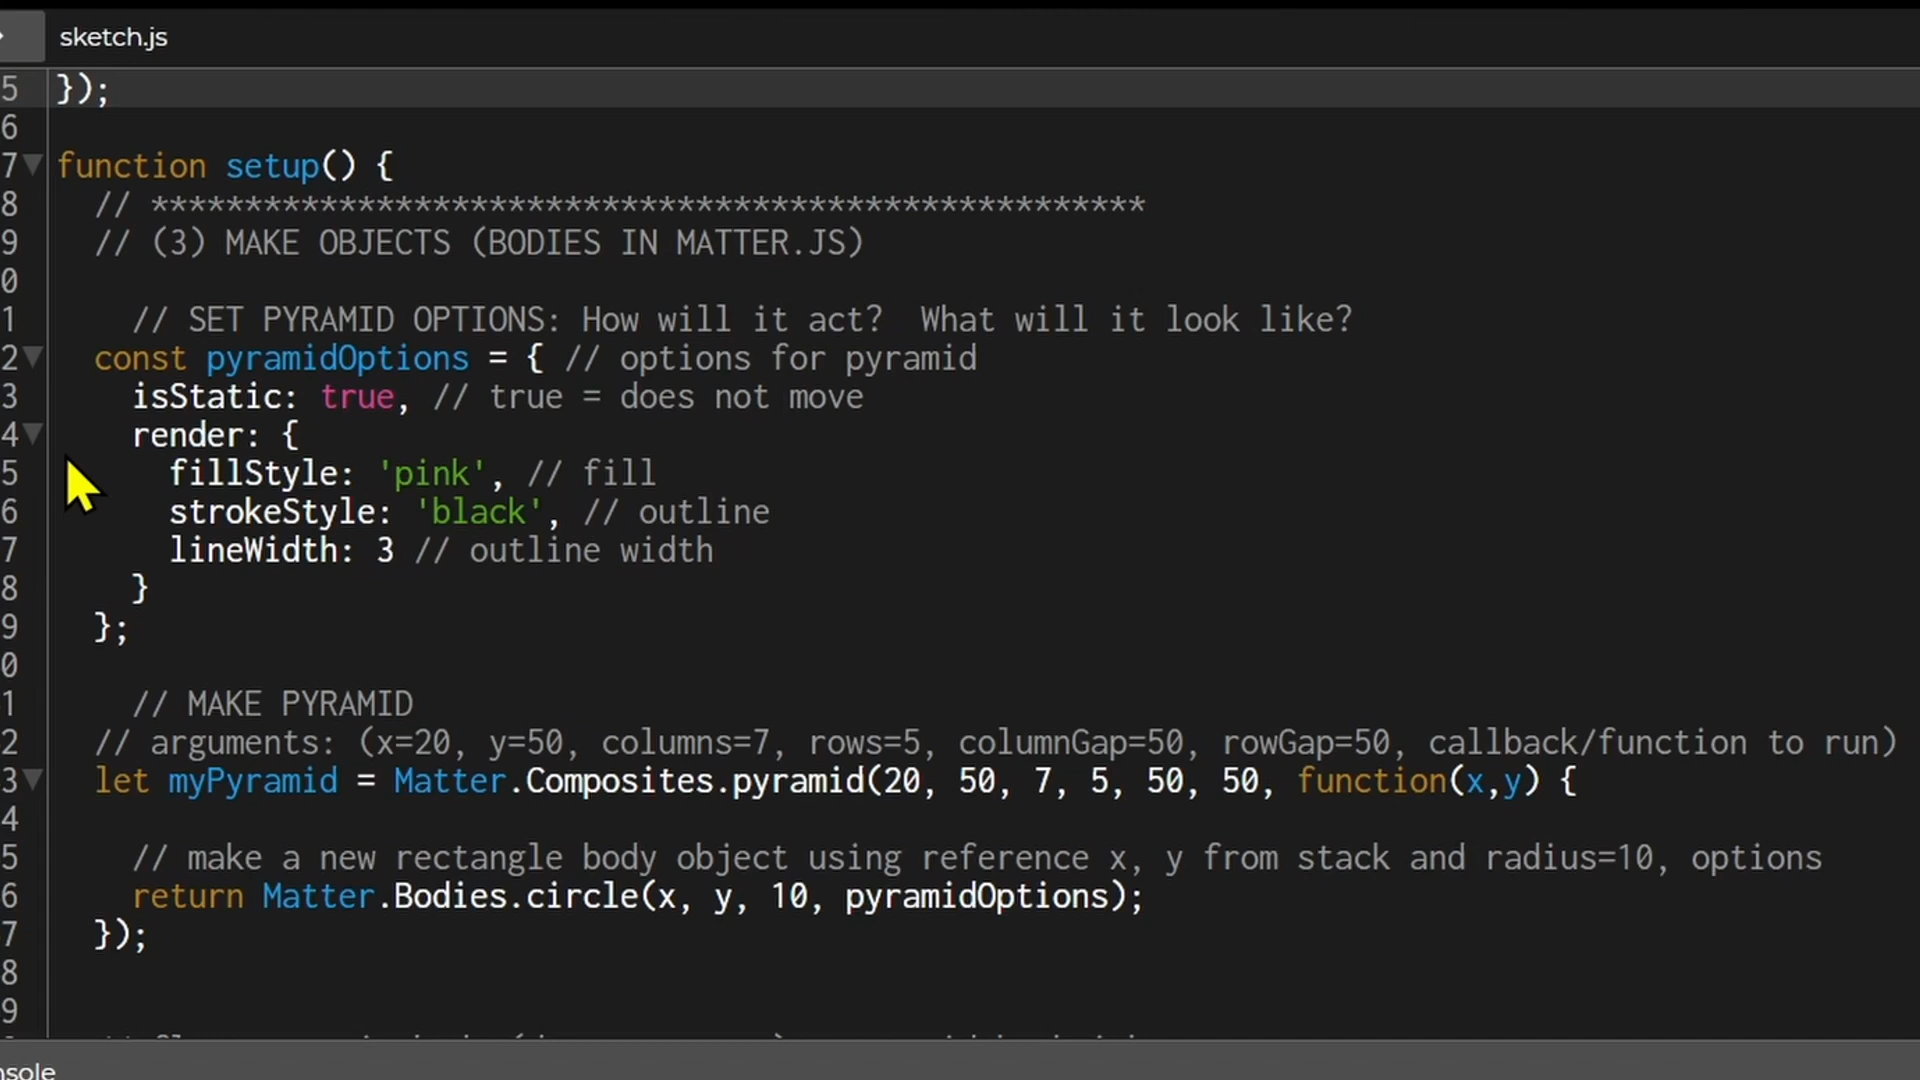 sketch.js
5 });
6
7 function setup() {
8 // *****************************************************
9 // (3) MAKE OBJECTS (BODIES IN MATTER.JS)
0
1 // SET PYRAMID OPTIONS: How will it act?  What will it look like?
2 const pyramidOptions = { // options for pyramid
3 isStatic: true, // true = does not move
4 render: {
5 fillStyle: 'pink', // fill
6 strokeStyle: 'black', // outline
7 lineWidth: 3 // outline width
8 }
9 };
0
1 // MAKE PYRAMID
2 // arguments: (x=20, y=50, columns=7, rows=5, columnGap=50, rowGap=50, callback/function to run)
3 let myPyramid = Matter.Composites.pyramid(20, 50, 7, 5, 50, 50, function(x,y) {
4
5 // make a new rectangle body object using reference x, y from stack and radius=10, options
6 return Matter.Bodies.circle(x, y, 10, pyramidOptions);
7 });
8
9
nsole